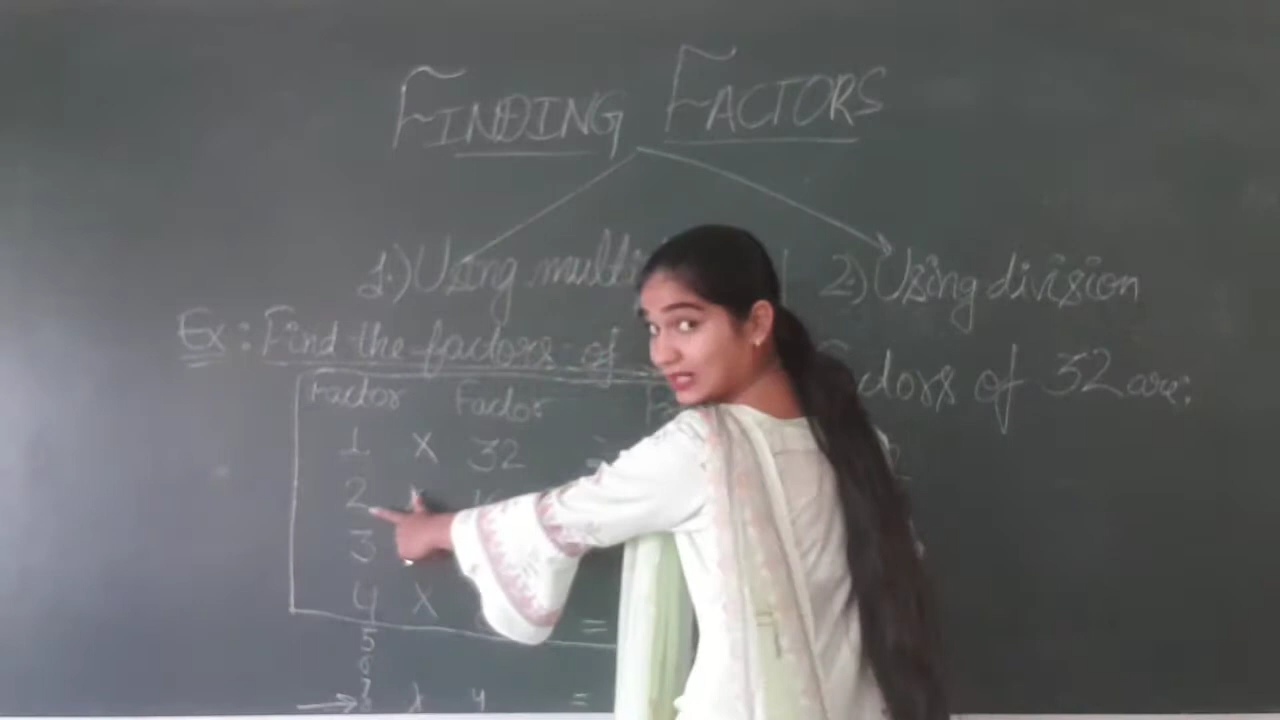 FINDING FACTORS
1.) Using multi 2.) Using division
Ex: Find the factors of
ctors of 32 are:
Factor Factor
1 X 32 =
2 X
3
4 X =
5
6
7
8 X 4 =